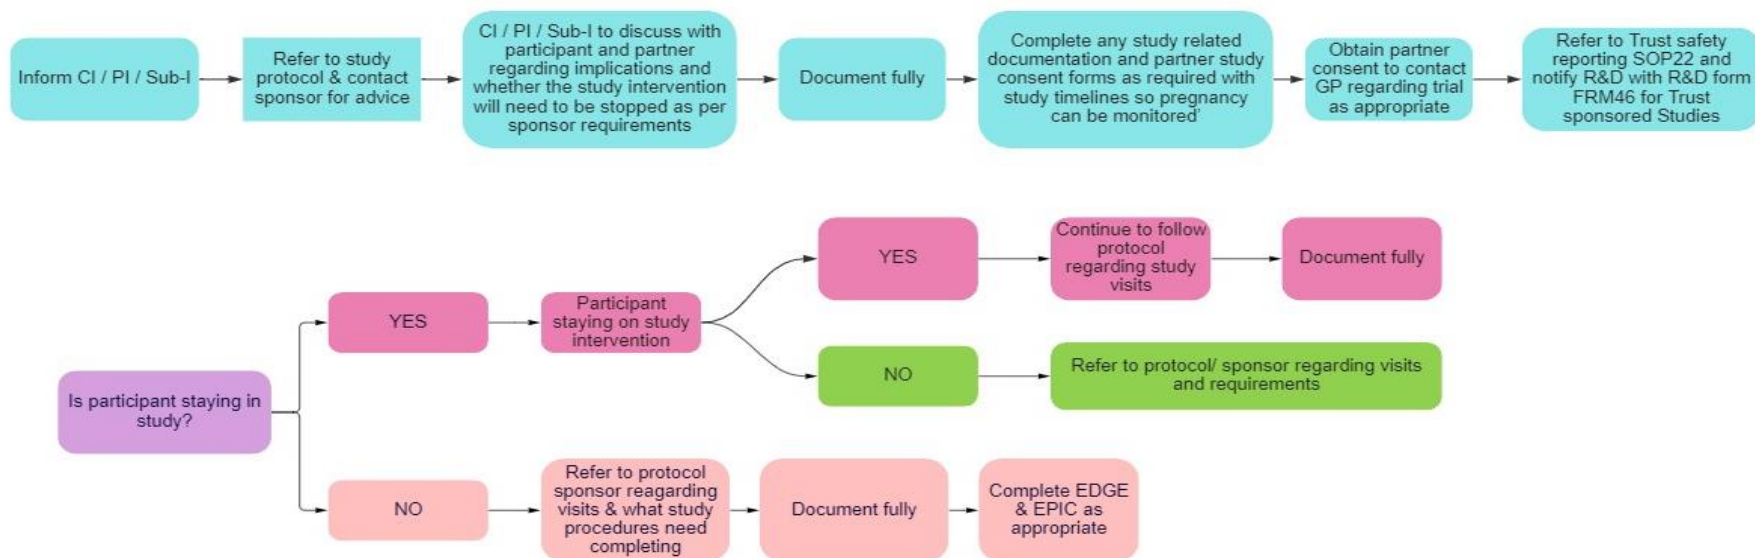 Inform CI / PI / Sub-I
Refer to study
protocol & contact
sponsor for advice
CI / PI / Sub-I to discuss with
participant and partner
regarding implications and
whether the study intervention
will need to be stopped as per
sponsor requirements
Document fully
Complete any study related
documentation and partner study
consent forms as required with
study timelines so pregnancy
can be monitored’
Obtain partner
consent to contact
GP regarding trial as
appropriate
Refer to Trust safety
reporting SOP22 and
notify R&D with R&D form
FRM46 for Trust
sponsored Studies
Is participant staying in
study?
YES
Participant
staying on study
intervention
YES
Continue to follow
protocol
regarding study
visits
Document fully
NO
Refer to protocol/ sponsor regarding visits
and requirements
NO
Refer to protocol
sponsor reagarding
visits & what study
procedures need
completing
Document fully
Complete EDGE
& EPIC as
appropriate